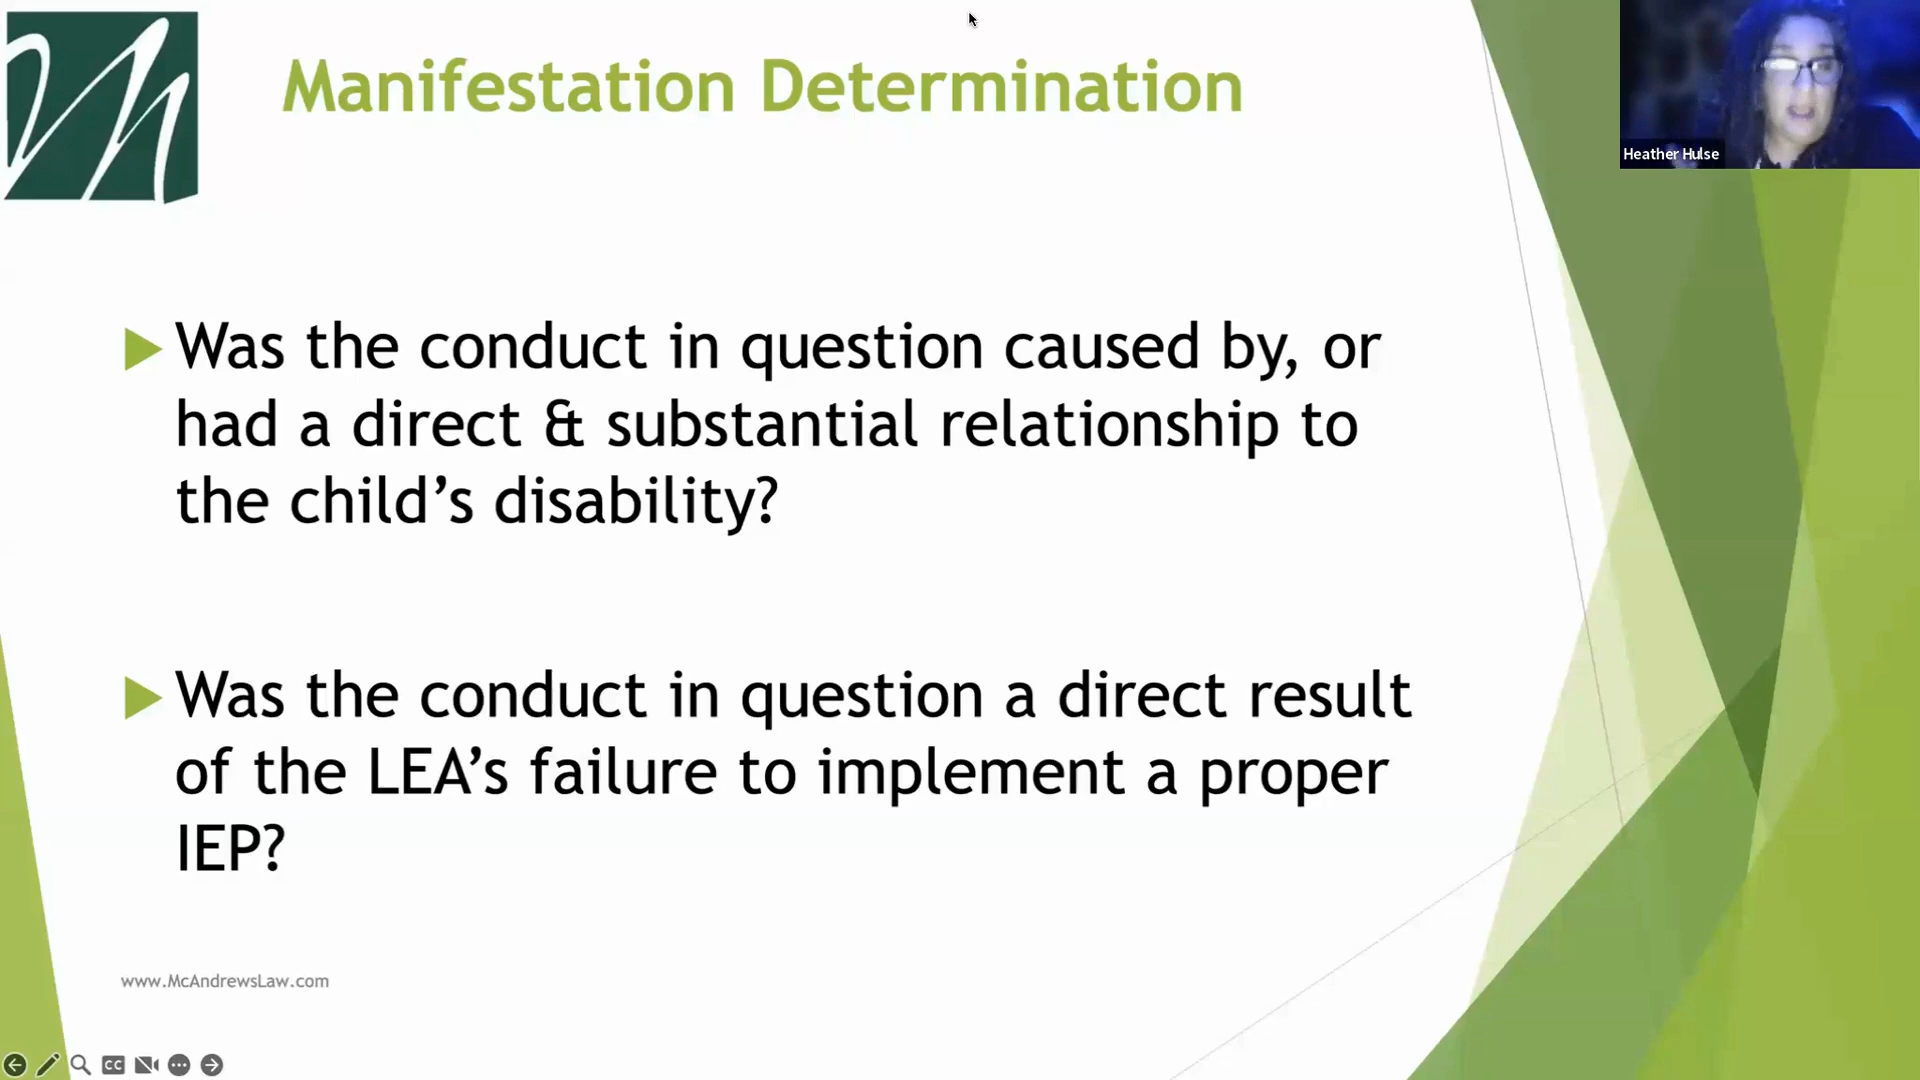 Manifestation Determination
Heather Hulse
Was the conduct in question caused by, or
had a direct & substantial relationship to
the child’s disability?
Was the conduct in question a direct result
of the LEA’s failure to implement a proper
IEP?
www.McAndrewsLaw.com
CC